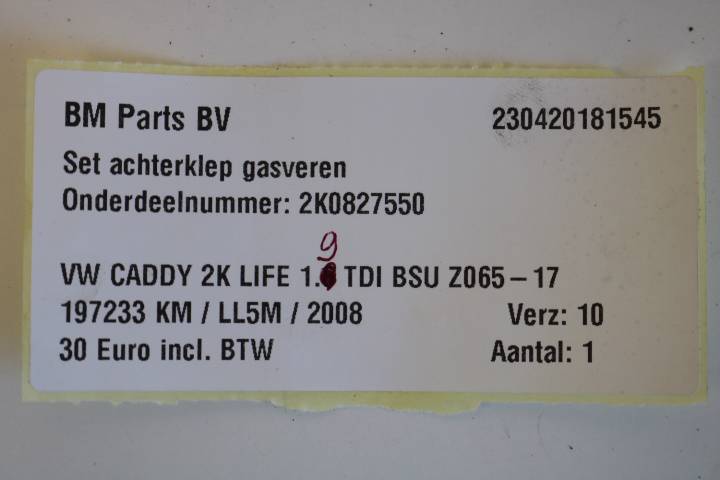 BM Parts BV 230420181545
Set achterklep gasveren
Onderdeelnummer: 2K0827550
VW CADDY 2K LIFE 1.9 TDI BSU Z065 – 17
197233 KM / LL5M / 2008 Verz: 10
30 Euro incl. BTW Aantal: 1